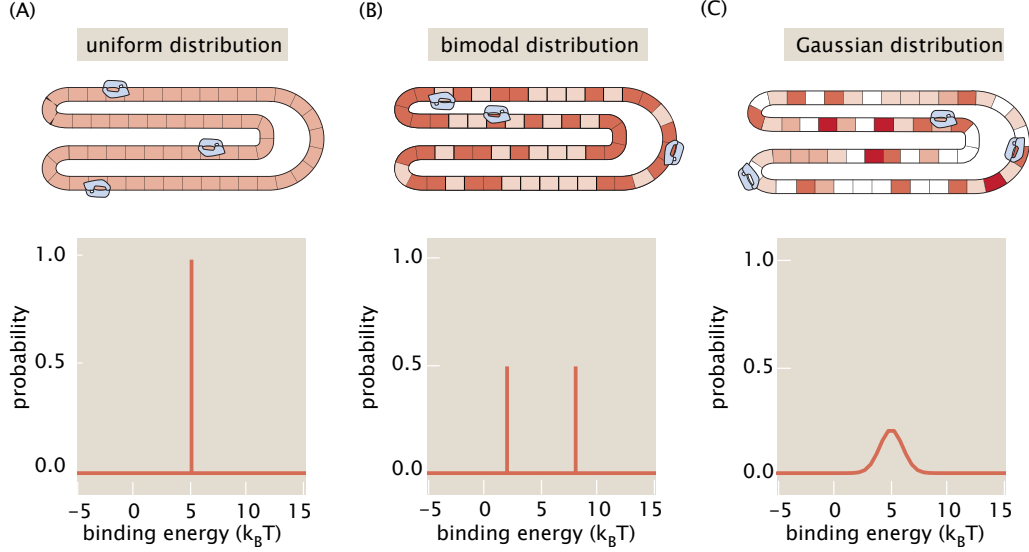 (A)
uniform distribution
1.0
0.5
0.0
probability
−5 0 5 10 15
binding energy (kBT)
(B)
bimodal distribution
1.0
0.5
0.0
probability
−5 0 5 10 15
binding energy (kBT)
(C)
Gaussian distribution
1.0
0.5
0.0
probability
−5 0 5 10 15
binding energy (kBT)